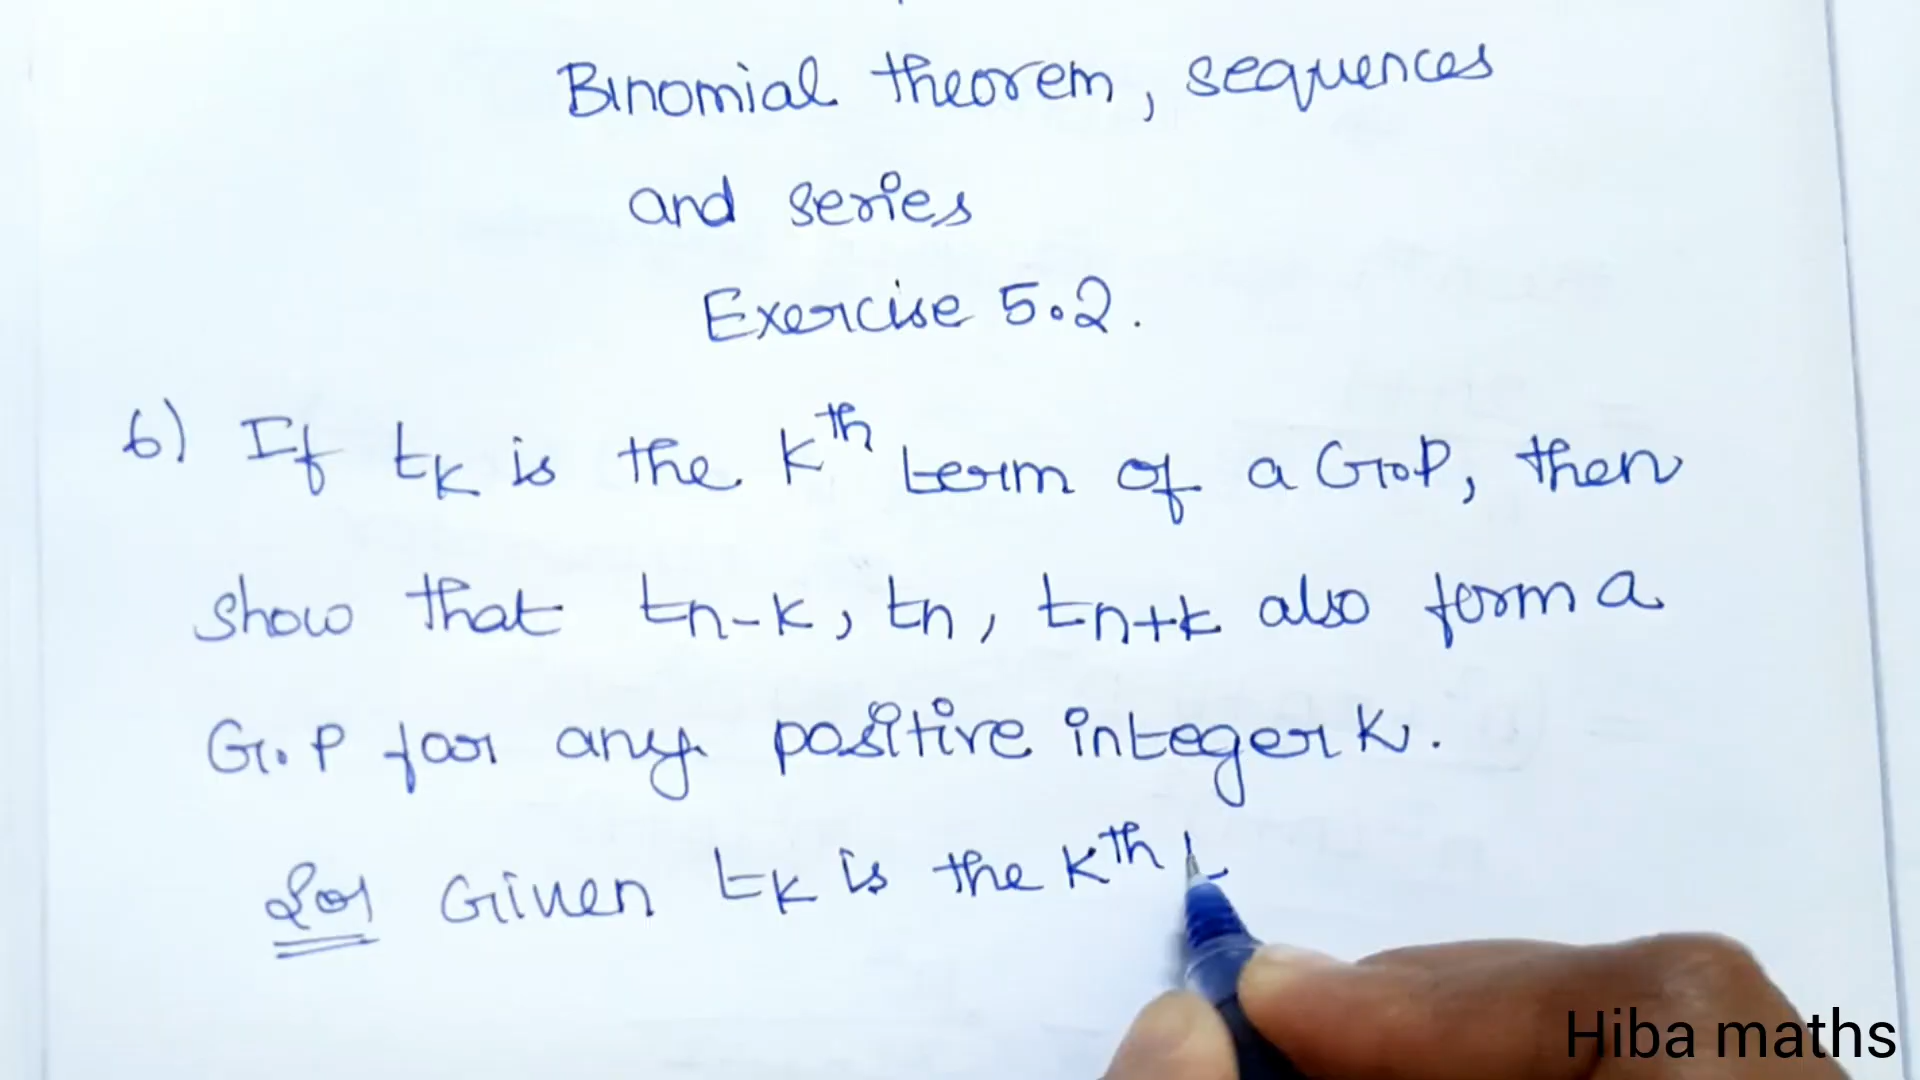 Binomial theorem, sequences
and series
Exercise 5.2.
6) If tk is the kth term of a G.P, then
show that tn-k, tn, tn+k also form a
G.P for any positive integer k.
Sol Given tk is the kth t
Hiba maths